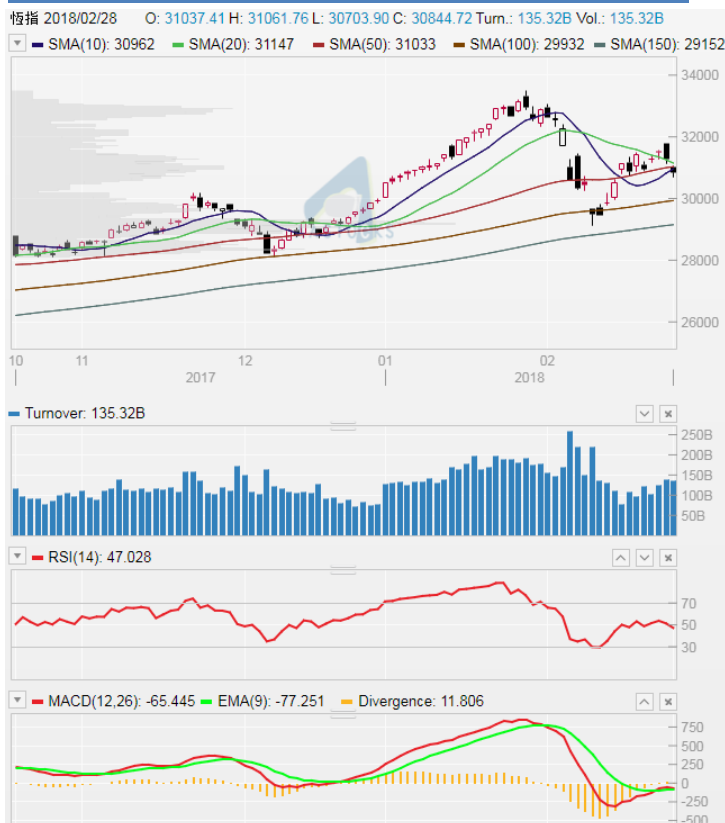 恆指 2018/02/28 O: 31037.41 H: 31061.76 L: 30703.90 C: 30844.72 Turn.: 135.32B Vol.: 135.32B
SMA(10): 30962 SMA(20): 31147 SMA(50): 31033 SMA(100): 29932 SMA(150): 29152
34000
32000
30000
28000
26000
10 11 12 01 02
2017 2018
Turnover: 135.32B
250B
200B
150B
100B
50B
RSI(14): 47.028
70
50
30
MACD(12,26): -65.445 EMA(9): -77.251 Divergence: 11.806
750
500
250
0
-250
-500